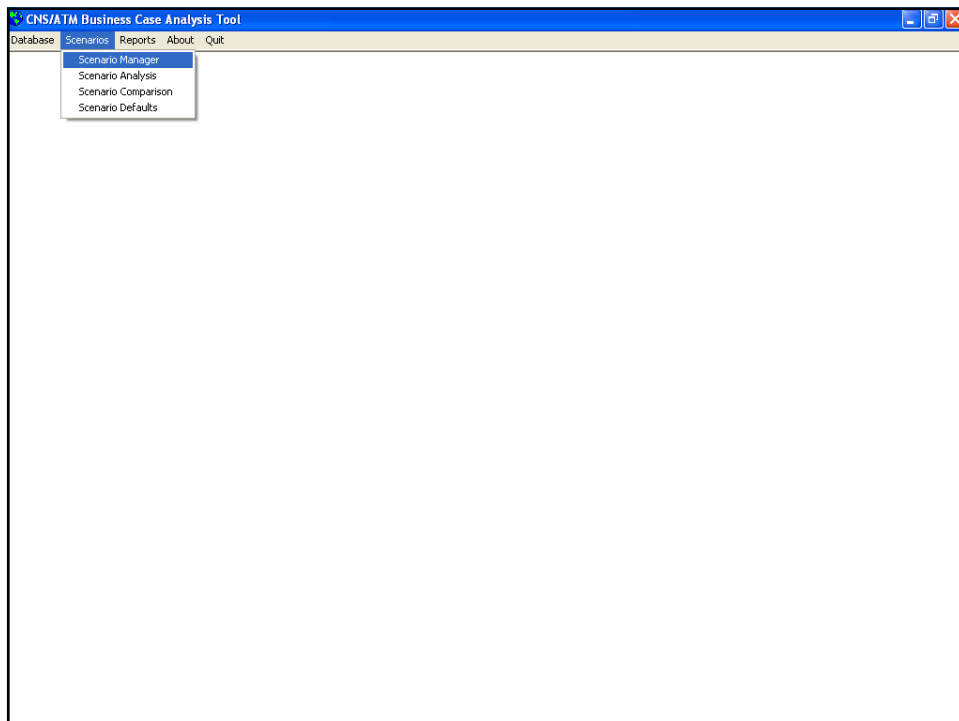 CNS/ATM Business Case Analysis Tool
Database Scenarios Reports About Quit
Scenario Manager
Scenario Analysis
Scenario Comparison
Scenario Defaults